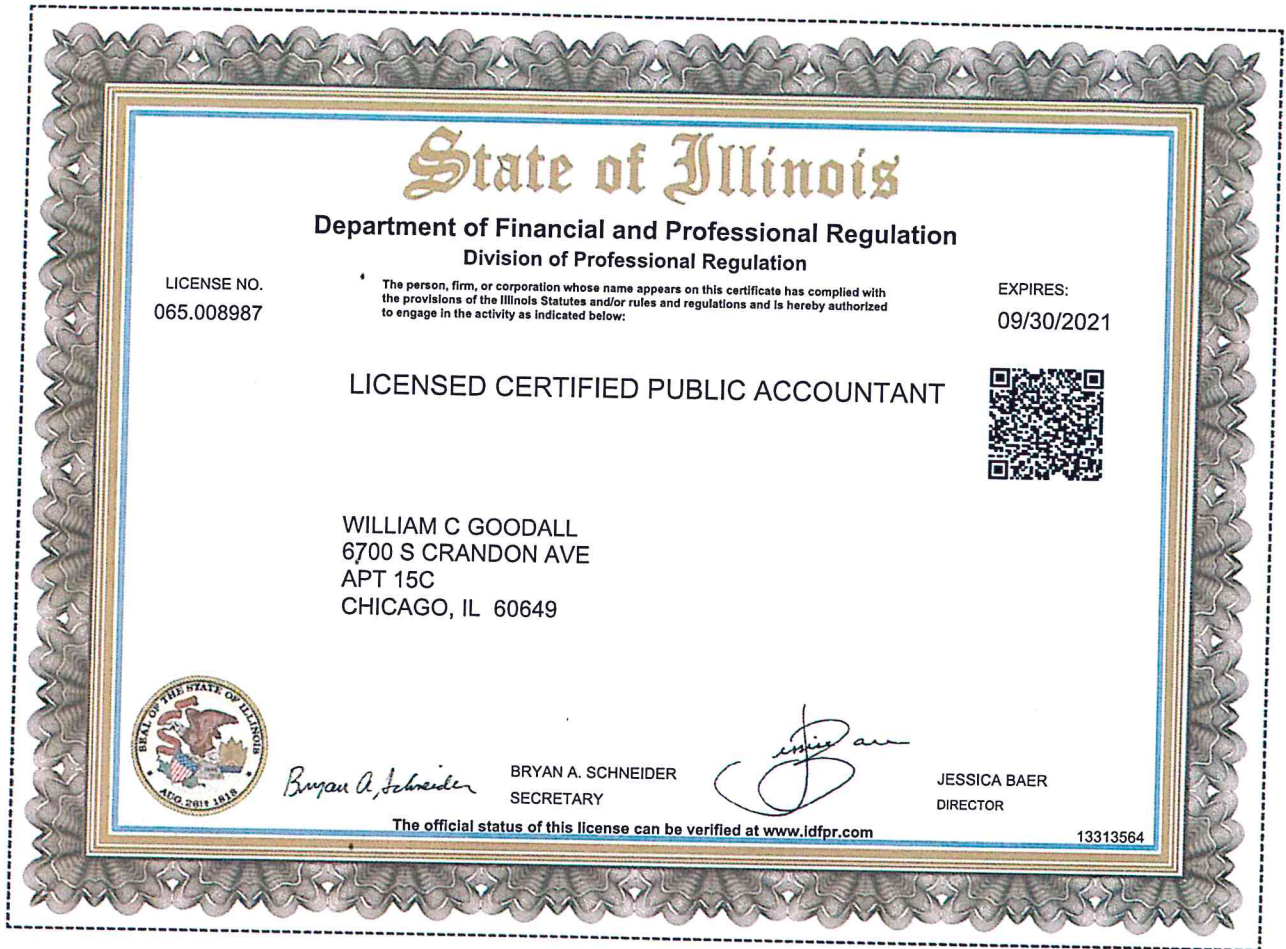 State of Illinois
Department of Financial and Professional Regulation
Division of Professional Regulation
LICENSE NO.
065.008987
The person, firm, or corporation whose name appears on this certificate has complied with
the provisions of the Illinois Statutes and/or rules and regulations and is hereby authorized
to engage in the activity as indicated below:
EXPIRES:
09/30/2021
LICENSED CERTIFIED PUBLIC ACCOUNTANT
WILLIAM C GOODALL
6700 S CRANDON AVE
APT 15C
CHICAGO, IL 60649
SEAL OF THE STATE OF ILLINOIS
AUG. 26TH 1818
Bryan A. Schneider
BRYAN A. SCHNEIDER
SECRETARY
JESSICA BAER
DIRECTOR
The official status of this license can be verified at www.idfpr.com
13313564